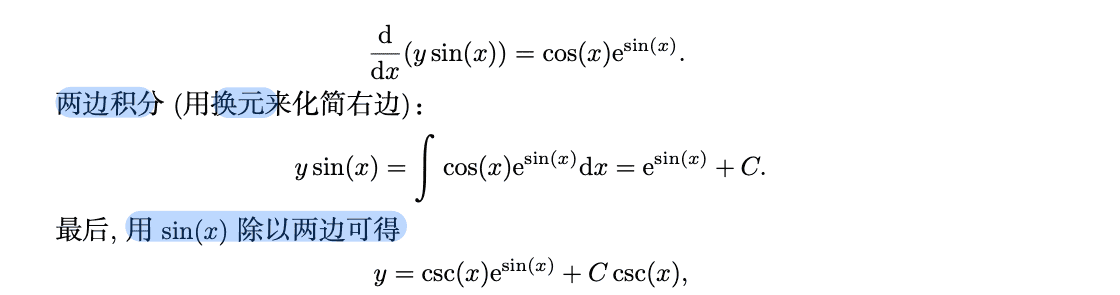 d/dx (y sin(x)) = cos(x)e^{sin(x)}.
两边积分 (用换元来化简右边):
y sin(x) = ∫ cos(x)e^{sin(x)}dx = e^{sin(x)} + C.
最后, 用 sin(x) 除以两边可得
y = csc(x)e^{sin(x)} + C csc(x),